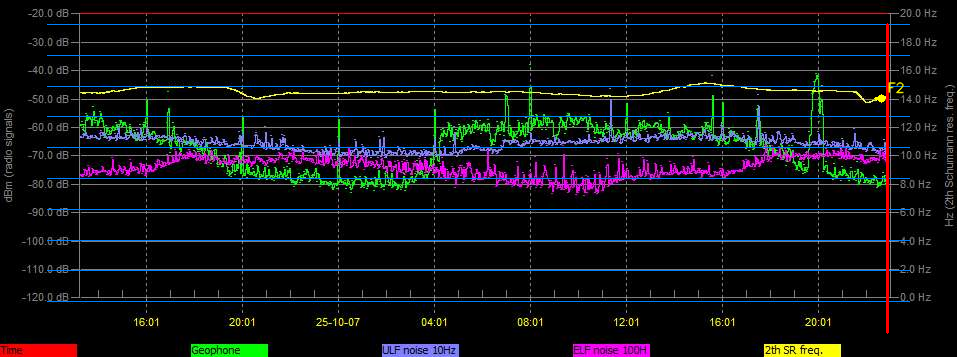 -20.0 dB
20.0 Hz
-30.0 dB
18.0 Hz
-40.0 dB
16.0 Hz
F2
-50.0 dB
14.0 Hz
-60.0 dB
12.0 Hz
-70.0 dB
10.0 Hz
-80.0 dB
8.0 Hz
-90.0 dB
6.0 Hz
-100.0 dB
4.0 Hz
-110.0 dB
2.0 Hz
-120.0 dB
0.0 Hz
dBm (radio signals)
Hz (2th Schumann res. freq.)
16:01 20:01 25-10-07 04:01 08:01 12:01 16:01 20:01
Time Geophone ULF noise 10Hz ELF noise 100H 2th SR freq.